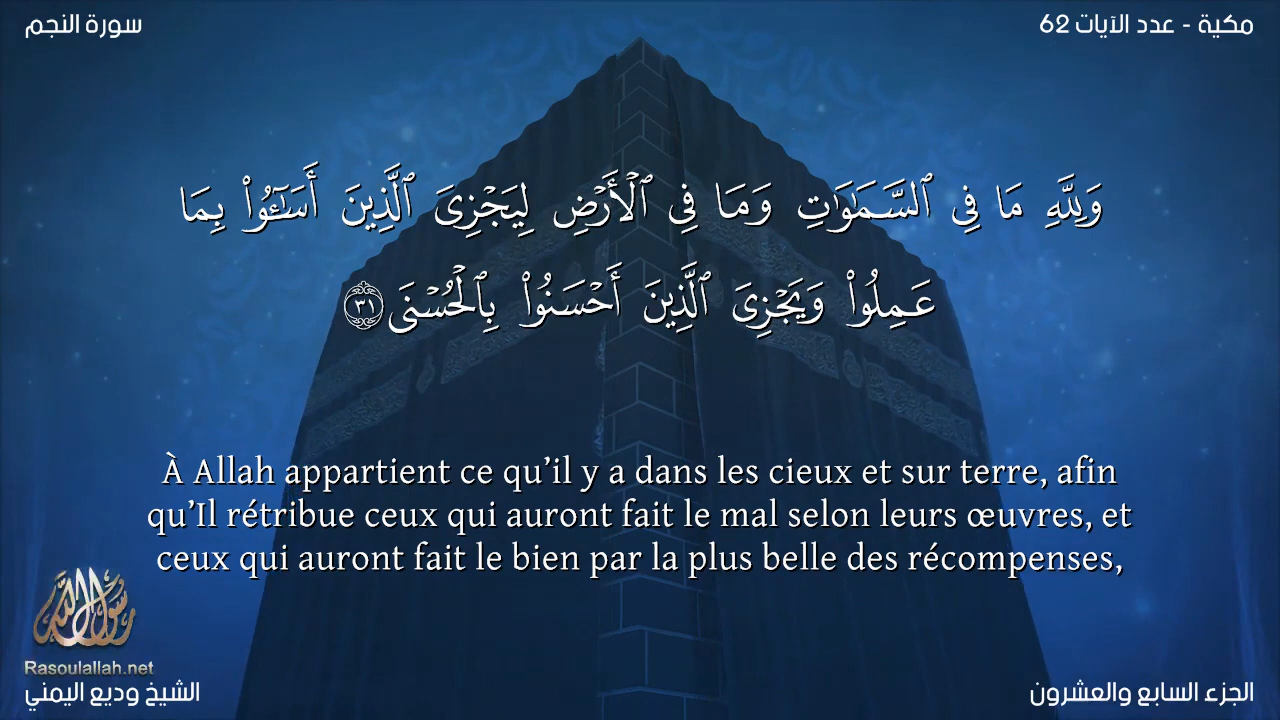 سورة النجم
مكية - عدد الآيات 62
وَلِلَّهِ مَا فِى ٱلسَّمَـٰوَٰتِ وَمَا فِى ٱلْأَرْضِ لِيَجْزِىَ ٱلَّذِينَ أَسَـٰٓـُٔوا۟ بِمَا
عَمِلُوا۟ وَيَجْزِىَ ٱلَّذِينَ أَحْسَنُوا۟ بِٱلْحُسْنَى ٣١
À Allah appartient ce qu’il y a dans les cieux et sur terre, afin
qu’Il rétribue ceux qui auront fait le mal selon leurs œuvres, et
ceux qui auront fait le bien par la plus belle des récompenses,
رسول الله
Rasoulallah.net
الشيخ وديع اليمني
الجزء السابع والعشرون